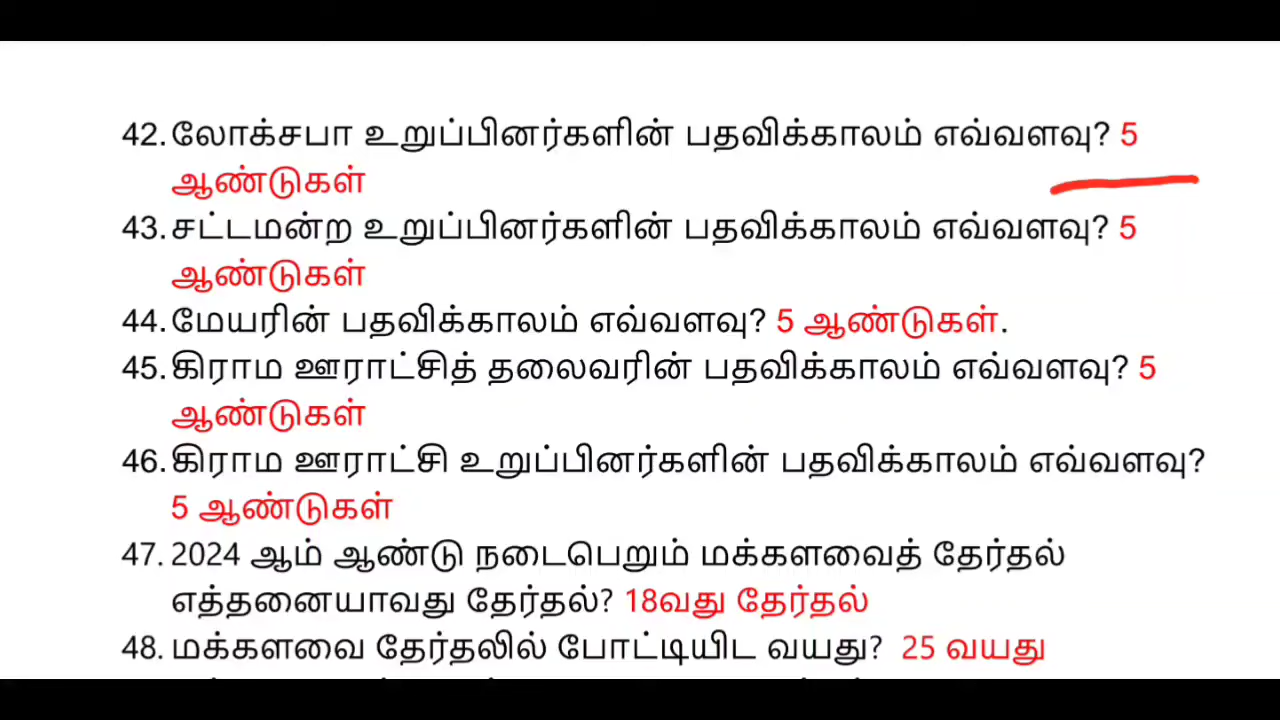 42. லோக்சபா உறுப்பினர்களின் பதவிக்காலம் எவ்வளவு? 5
ஆண்டுகள்
43. சட்டமன்ற உறுப்பினர்களின் பதவிக்காலம் எவ்வளவு? 5
ஆண்டுகள்
44. மேயரின் பதவிக்காலம் எவ்வளவு? 5 ஆண்டுகள்.
45. கிராம ஊராட்சித் தலைவரின் பதவிக்காலம் எவ்வளவு? 5
ஆண்டுகள்
46. கிராம ஊராட்சி உறுப்பினர்களின் பதவிக்காலம் எவ்வளவு?
5 ஆண்டுகள்
47. 2024 ஆம் ஆண்டு நடைபெறும் மக்களவைத் தேர்தல்
எத்தனையாவது தேர்தல்? 18வது தேர்தல்
48. மக்களவை தேர்தலில் போட்டியிட வயது? 25 வயது